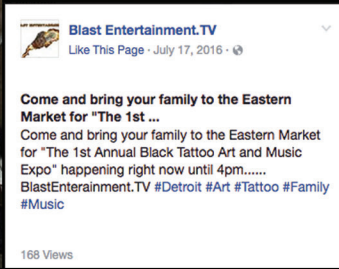 Blast Entertainment.TV
Like This Page · July 17, 2016 ·
Come and bring your family to the Eastern
Market for "The 1st ...
Come and bring your family to the Eastern Market
for "The 1st Annual Black Tattoo Art and Music
Expo" happening right now until 4pm......
BlastEnterainment.TV #Detroit #Art #Tattoo #Family
#Music
168 Views